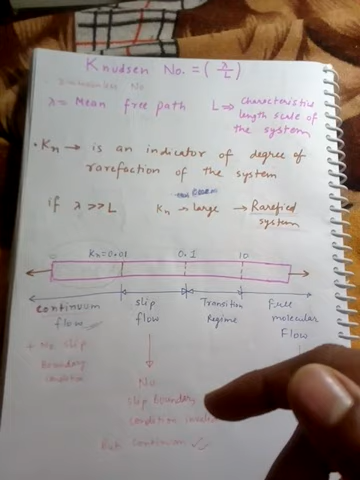 Knudsen No. = (λ/L)
λ ⇒ Mean free path L ⇒ characteristic
length scale of
the system
• Kn → is an indicator of degree of
rarefaction of the system
if λ >> L Kn → large → Rarefied
system
Kn = 0.01 0.1 10
continuum flow
slip flow
Transition Regime
molecular Flow
+ No slip
Boundary
condition
No
slip Boundary
condition
But continuum ✓